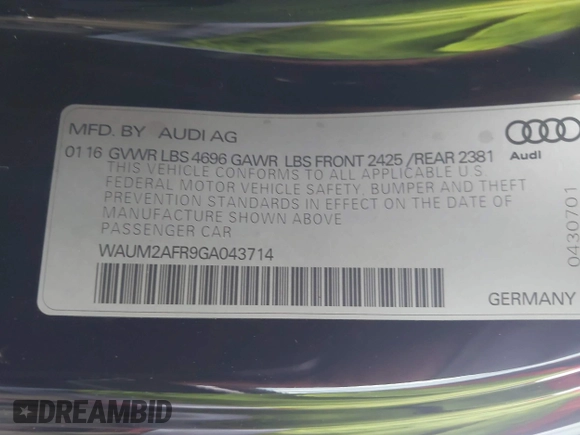 MFD. BY AUDI AG
01 16 GVWR LBS 4696 GAWR LBS FRONT 2425 /REAR 2381
THIS VEHICLE CONFORMS TO ALL APPLICABLE U.S
FEDERAL MOTOR VEHICLE SAFETY, BUMPER AND THEFT
PREVENTION STANDARDS IN EFFECT ON THE DATE OF
MANUFACTURE SHOWN ABOVE
PASSENGER CAR
WAUM2AFR9GA043714
Audi
0430701
GERMANY
DREAMBID